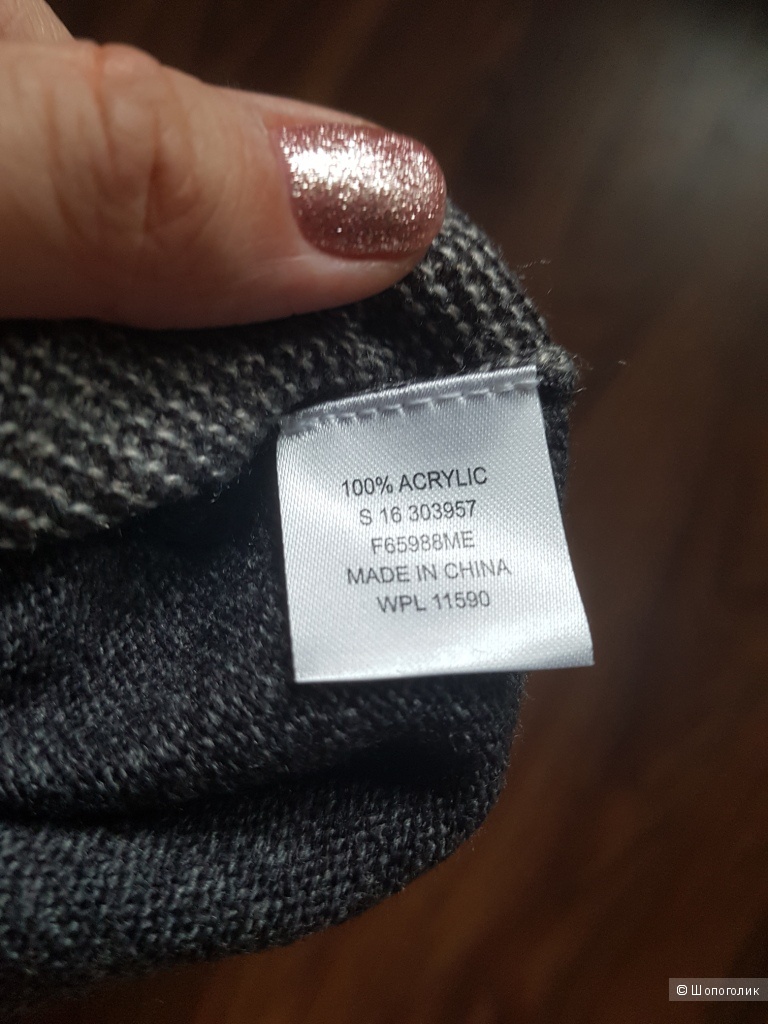 100% ACRYLIC
S 16 303957
F65988ME
MADE IN CHINA
WPL 11590
© Шопоголик